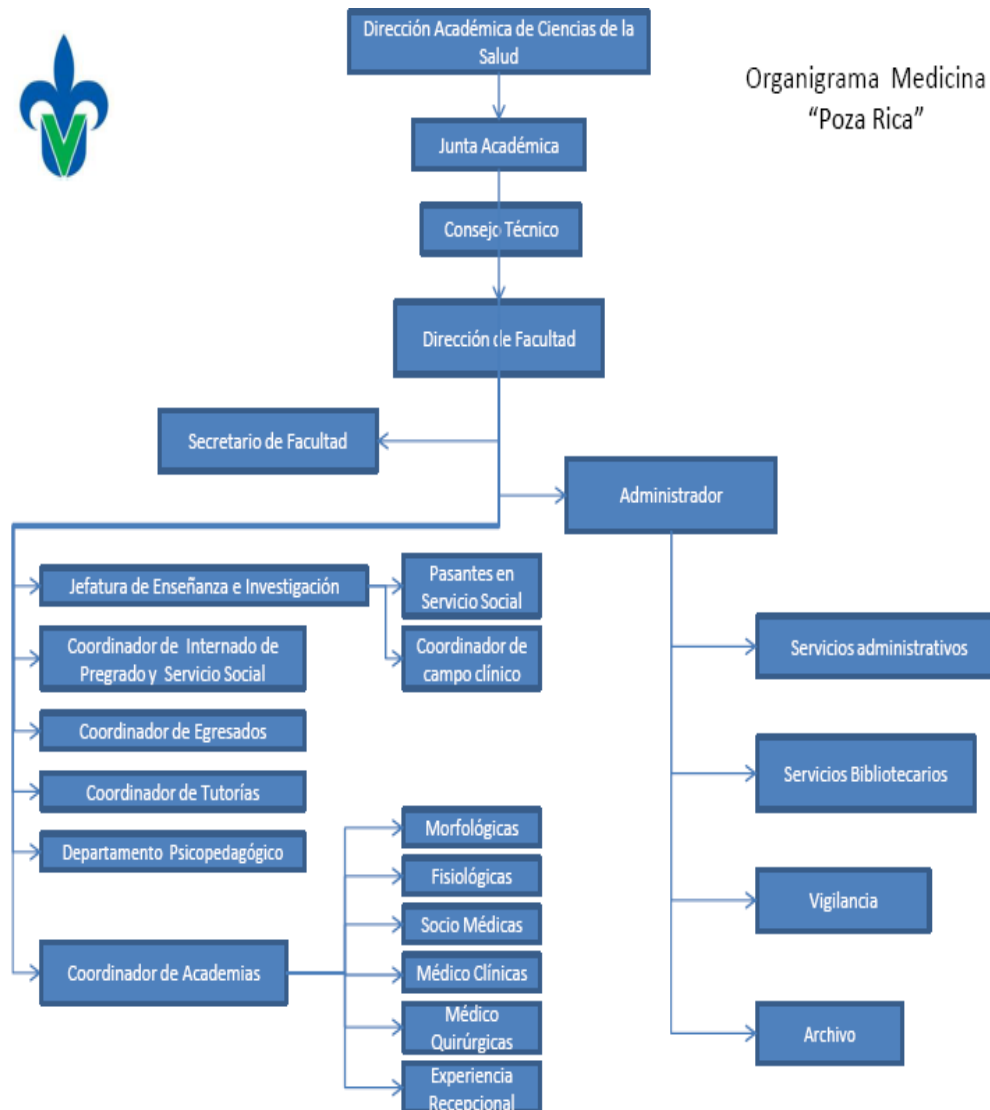 Dirección Académica de Ciencias de la
Salud
Organigrama Medicina
“Poza Rica”
Junta Académica
Consejo Técnico
Dirección de Facultad
Secretario de Facultad
Administrador
Jefatura de Enseñanza e Investigación
Pasantes en
Servicio Social
Coordinador de Internado de
Pregrado y Servicio Social
Coordinador de
campo clínico
Coordinador de Egresados
Coordinador de Tutorías
Departamento Psicopedagógico
Coordinador de Academias
Morfológicas
Fisiológicas
Socio Médicas
Médico Clínicas
Médico
Quirúrgicas
Experiencia
Recepcional
Servicios administrativos
Servicios Bibliotecarios
Vigilancia
Archivo